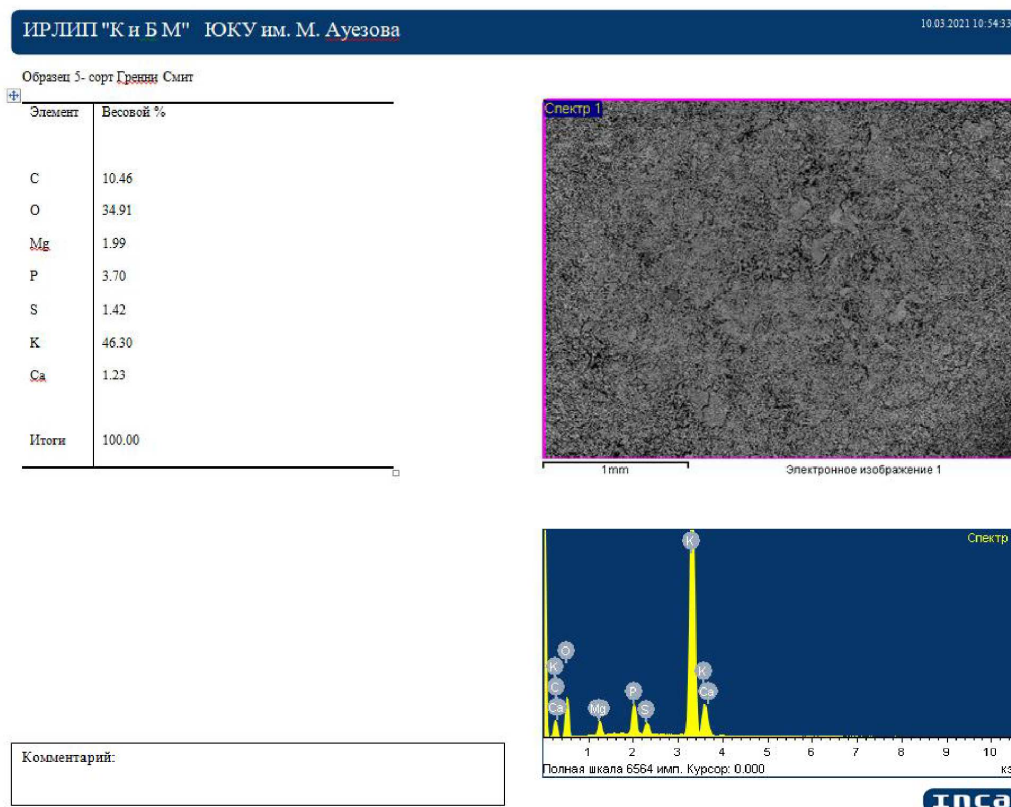 ИРЛИП "К и Б М" ЮКУ им. М. Ауезова
10.03.2021 10:54:33
Образец 5- сорт Гренни Смит
Элемент Весовой %
C 10.46
O 34.91
Mg 1.99
P 3.70
S 1.42
K 46.30
Ca 1.23
Итоги 100.00
Спектр 1
1mm Электронное изображение 1
Спектр
K
O
K
K
C
Ca
P
Ca
Mg
S
1 2 3 4 5 6 7 8 9 10
Полная шкала 6564 имп. Курсор: 0.000
Комментарий:
INCA